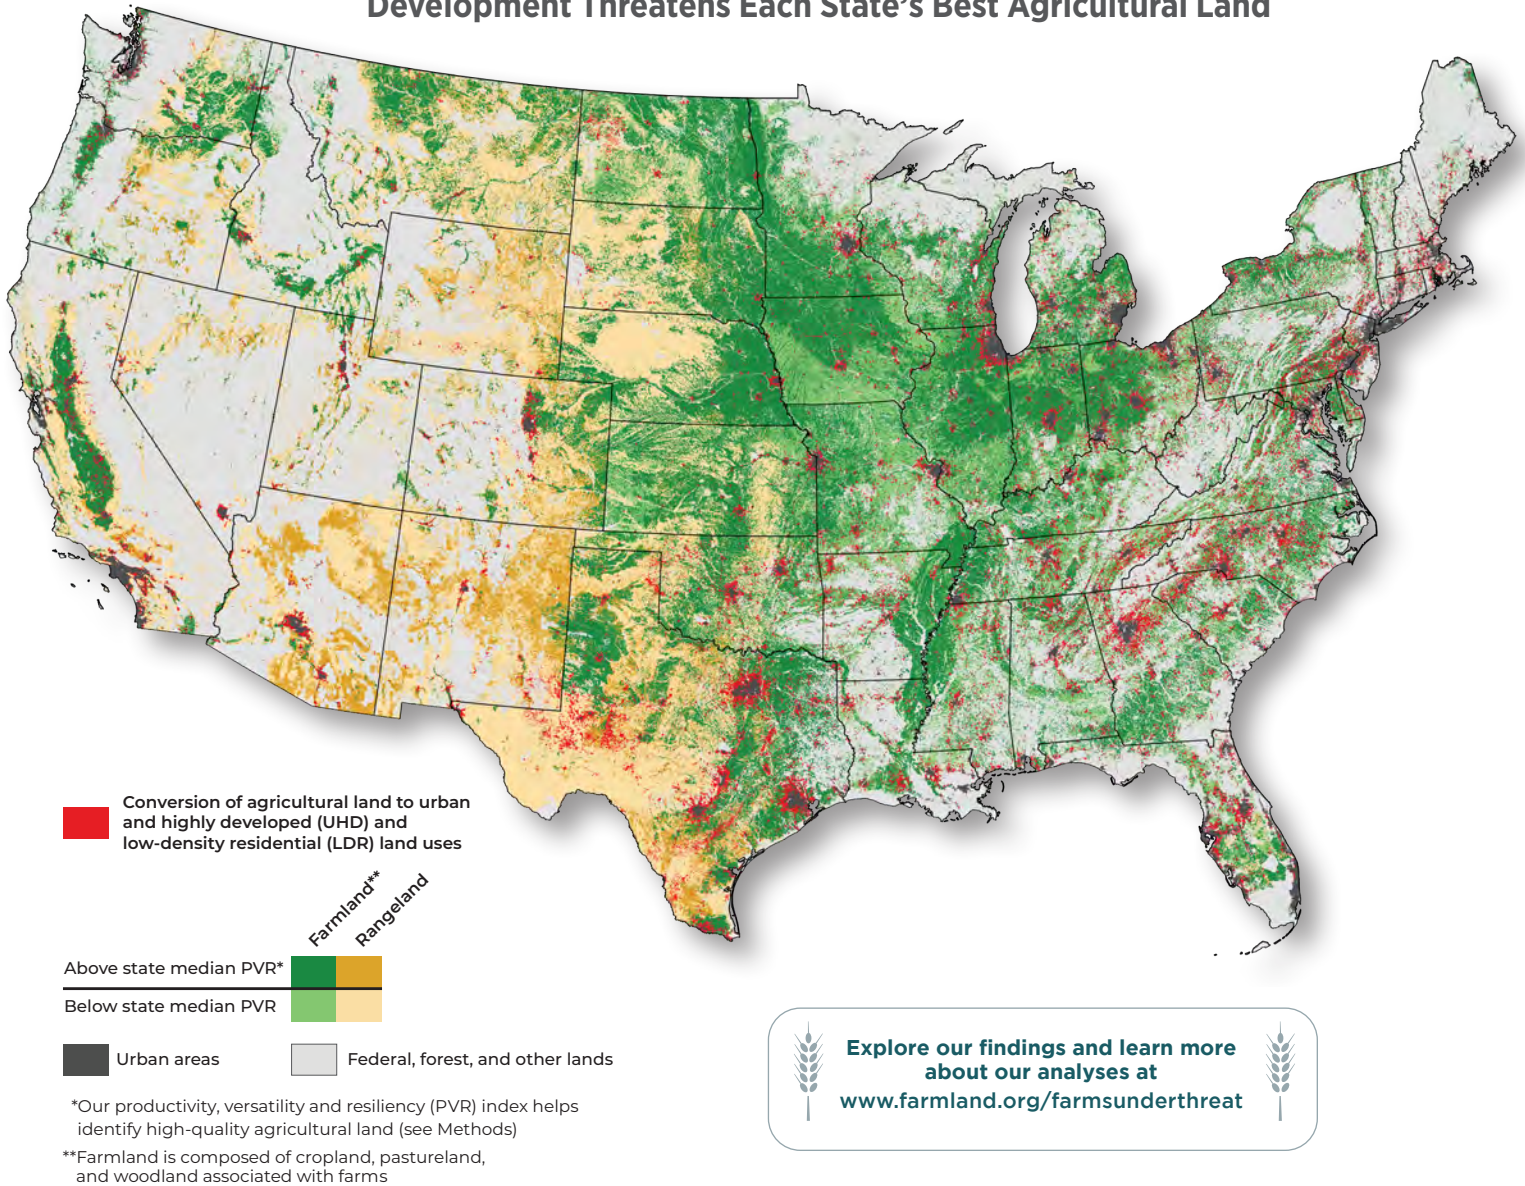 Development Threatens Each State's Best Agricultural Land
Conversion of agricultural land to urban
and highly developed (UHD) and
low-density residential (LDR) land uses
Farmland**
Rangeland
Above state median PVR*
Below state median PVR
Urban areas
Federal, forest, and other lands
*Our productivity, versatility and resiliency (PVR) index helps
identify high-quality agricultural land (see Methods)
**Farmland is composed of cropland, pastureland,
and woodland associated with farms
Explore our findings and learn more
about our analyses at
www.farmland.org/farmsunderthreat